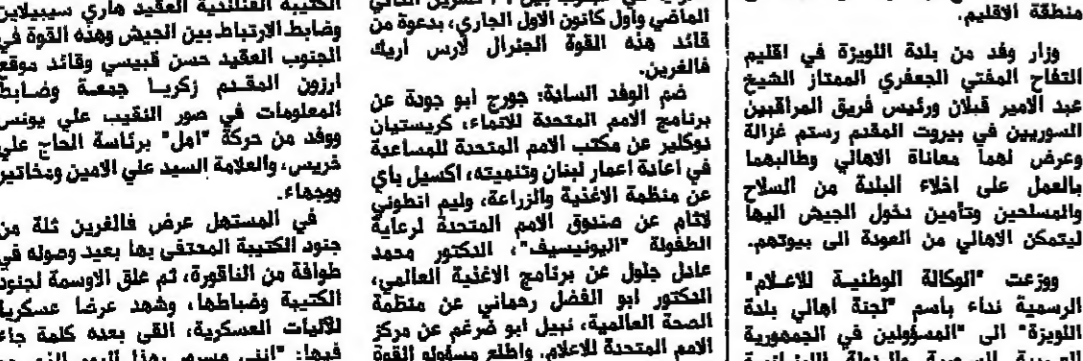 منطقة الاقليم.
وزار وفد من بلدة اللويزة في اقليم
التفاح المفتي الجعفري الممتاز الشيخ
عبد الامير قبلان ورئيس فريق المراقبين
السوريين في بيروت المقدم رستم غزالة
وعرض لهما معاناة الاهالي وطالبهما
بالعمل على اخلاء البلدة من السلاح
والمسلحين وتأمين دخول الجيش اليها
ليتمكن الاهالي من العودة الى بيوتهم.
ووزعت "الوكالة الوطنية للاعلام"
الرسمية نداء بأسم "لجنة اهالي بلدة
اللويزة" الى "المسؤولين في الجمهورية
الماضي وأول كانون الاول الجاري، بدعوة من
قائد هذه القوة الجنرال لارس اريك
فالغرين.
ضم الوفد السادة: جورج ابو جودة عن
برنامج الامم المتحدة للانماء، كريستيان
دوكلير عن مكتب الامم المتحدة للمساعدة
في اعادة اعمار لبنان وتنميته، اكسيل باي
عن منظمة الاغذية والزراعة، وليم انطوني
لاثام عن صندوق الامم المتحدة لرعاية
الطفولة "اليونيسيف"، الدكتور محمد
عادل جلول عن برنامج الاغذية العالمي،
الدكتور ابو الفضل رحماني عن منظمة
الصحة العالمية، نبيل ابو ضرغم عن مركز
الامم المتحدة للاعلام. واطلع مسؤولو القوة
الكتيبة الفنلندية العقيد هاري سيبيلاين
وضابط الارتباط بين الجيش وهذه القوة في
الجنوب العقيد حسن قبيسي وقائد موقع
ارزون المقدم زكريا جمعة وضابط
المعلومات في صور النقيب علي يونس
ووفد من حركة "امل" برئاسة الحاج علي
خريس، والعلامة السيد علي الامين ومخاتير
ووجهاء.
في المستهل عرض فالغرين ثلة من
جنود الكتيبة المحتفى بها بعيد وصوله في
طوافة من الناقورة، ثم علق الاوسمة لجنود
الكتيبة وضباطها، وشهد عرضا عسكريا
للآليات العسكرية، القى بعده كلمة جاء